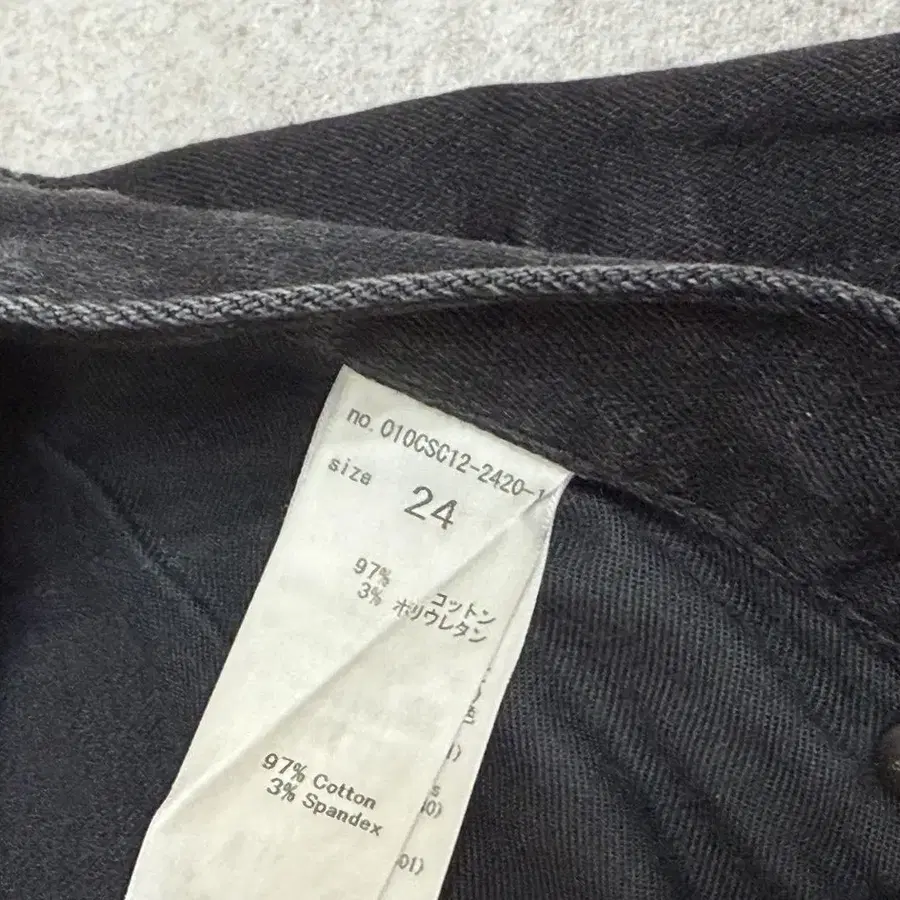 no. 010CSC12-2420-1
size
24
97% コットン
3% ポリウレタン
97% Cotton
3% Spandex